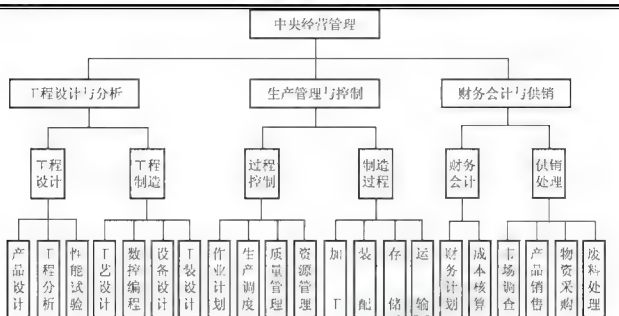 中央经营管理
工程设计与分析
生产管理与控制
财务会计与供销
工程设计
工程制造
过程控制
制造过程
财务会计
供销处理
产品设计
工程分析
性能试验
工艺设计
数控编程
设备设计
工装设计
作业计划
生产调度
质量管理
资源管理
加工
装配
存储
运输
财务计划
成本核算
市场调查
产品销售
物资采购
废料处理